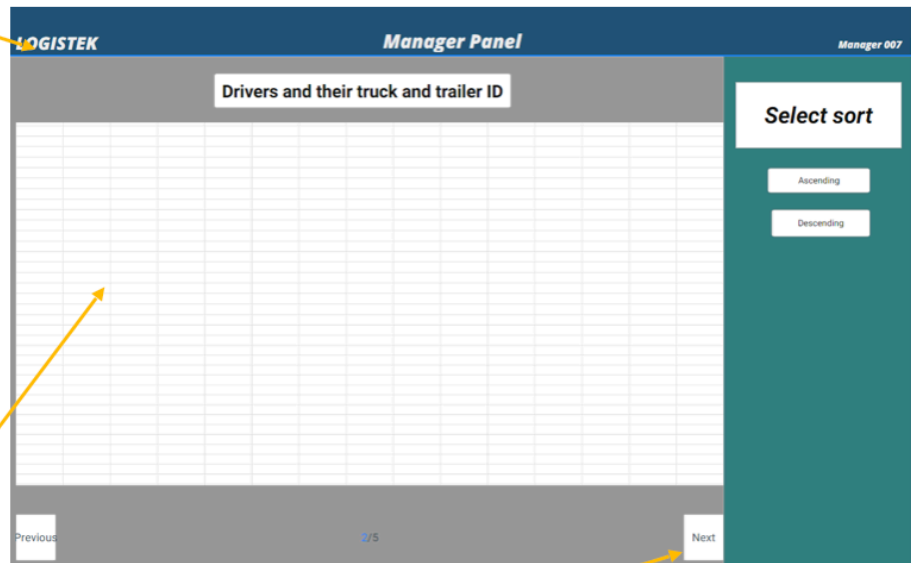 LOGISTEK
Manager Panel
Manager 007
Drivers and their truck and trailer ID
Select sort
Ascending
Descending
Previous
2/5
Next